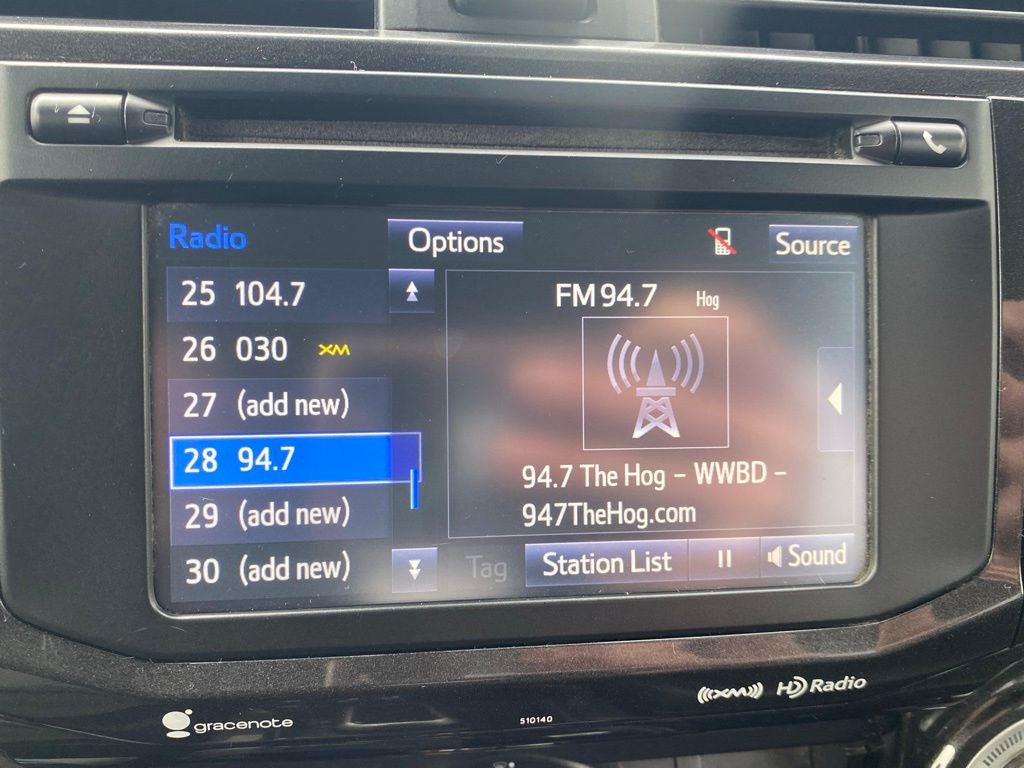 Radio
Options
Source
25 104.7
26 030 XM
27 (add new)
28 94.7
29 (add new)
30 (add new)
FM 94.7 Hog
94.7 The Hog - WWBD -
947TheHog.com
Tag
Station List
Sound
gracenote
510140
((XM))
HD Radio